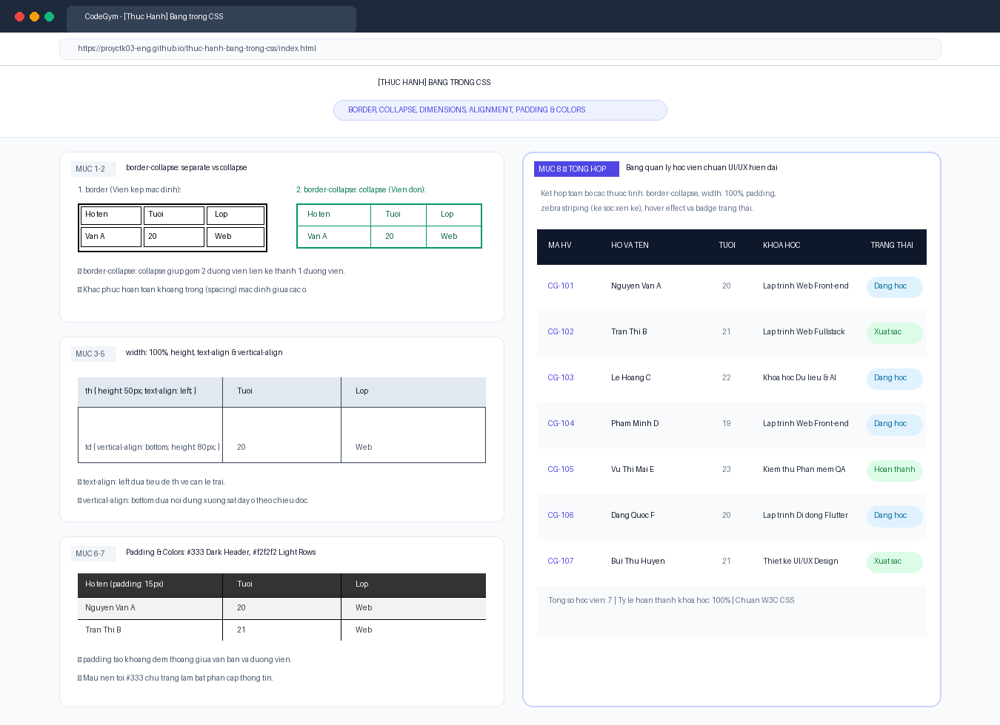 CodeGym - [Thuc Hanh] Bang trong CSS
https://proyctk03-eng.github.io/thuc-hanh-bang-trong-css/index.html
[THUC HANH] BANG TRONG CSS
BORDER, COLLAPSE, DIMENSIONS, ALIGNMENT, PADDING & COLORS
MUC 1-2 border-collapse: separate vs collapse
1. border (Vien kep mac dinh):
Ho ten Tuoi Lop
Van A 20 Web
2. border-collapse: collapse (Vien don):
Ho ten Tuoi Lop
Van A 20 Web
border-collapse: collapse giup gom 2 duong vien lien ke thanh 1 duong vien.
Khac phuc hoan toan khoang trong (spacing) mac dinh giua cac o.
MUC 3-5 width: 100%, height, text-align & vertical-align
th { height: 50px; text-align: left; } Tuoi Lop
td { vertical-align: bottom; height: 80px; } 20 Web
text-align: left dua tieu de th ve can le trai.
vertical-align: bottom dua noi dung xuong sat day o theo chieu doc.
MUC 6-7 Padding & Colors: #333 Dark Header, #f2f2f2 Light Rows
Ho ten (padding: 15px) Tuoi Lop
Nguyen Van A 20 Web
Tran Thi B 21 Web
padding tao khoang dem thoang giua van ban va duong vien.
Mau nen toi #333 chu trang lam bat phan cap thong tin.
MUC 8 TONG HOP Bang quan ly hoc vien chuan UI/UX hien dai
Ket hop toan bo cac thuoc tinh: border-collapse, width: 100%, padding,
zebra striping (ke soc xen ke), hover effect va badge trang thai.
MA HV HO VA TEN TUOI KHOA HOC TRANG THAI
CG-101 Nguyen Van A 20 Lap trinh Web Front-end Dang hoc
CG-102 Tran Thi B 21 Lap trinh Web Fullstack Xuat sac
CG-103 Le Hoang C 22 Khoa hoc Du lieu & AI Dang hoc
CG-104 Pham Minh D 19 Lap trinh Web Front-end Dang hoc
CG-105 Vu Thi Mai E 23 Kiem thu Phan mem QA Hoan thanh
CG-106 Dang Quoc F 20 Lap trinh Di dong Flutter Dang hoc
CG-107 Bui Thu Huyen 21 Thiet ke UI/UX Design Xuat sac
Tong so hoc vien: 7 | Ty le hoan thanh khoa hoc: 100% | Chuan W3C CSS